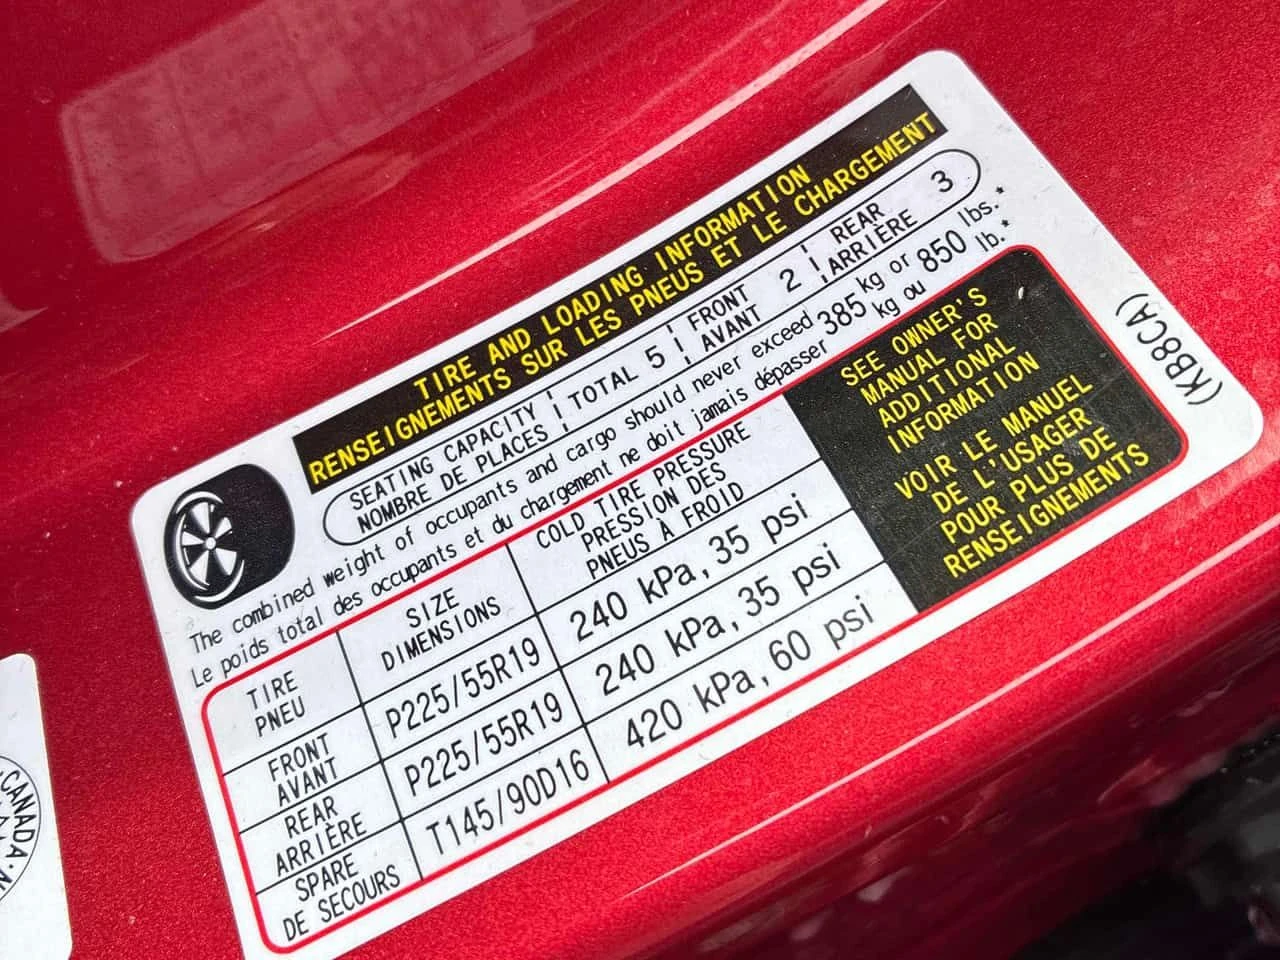 TIRE AND LOADING INFORMATION
RENSEIGNEMENTS SUR LES PNEUS ET LE CHARGEMENT
SEATING CAPACITY
NOMBRE DE PLACES
TOTAL 5
FRONT
AVANT
2
REAR
ARRIÈRE
3
The combined weight of occupants and cargo should never exceed 385 kg or 850 lbs.*
Le poids total des occupants et du chargement ne doit jamais dépasser kg ou lb.*
TIRE
PNEU
SIZE
DIMENSIONS
COLD TIRE PRESSURE
PRESSION DES
PNEUS À FROID
FRONT
AVANT
P225/55R19
240 kPa, 35 psi
REAR
ARRIÈRE
P225/55R19
240 kPa, 35 psi
SPARE
DE SECOURS
T145/90D16
420 kPa, 60 psi
SEE OWNER'S
MANUAL FOR
ADDITIONAL
INFORMATION
VOIR LE MANUEL
DE L'USAGER
POUR PLUS DE
RENSEIGNEMENTS
(KB8CA)
CANADA